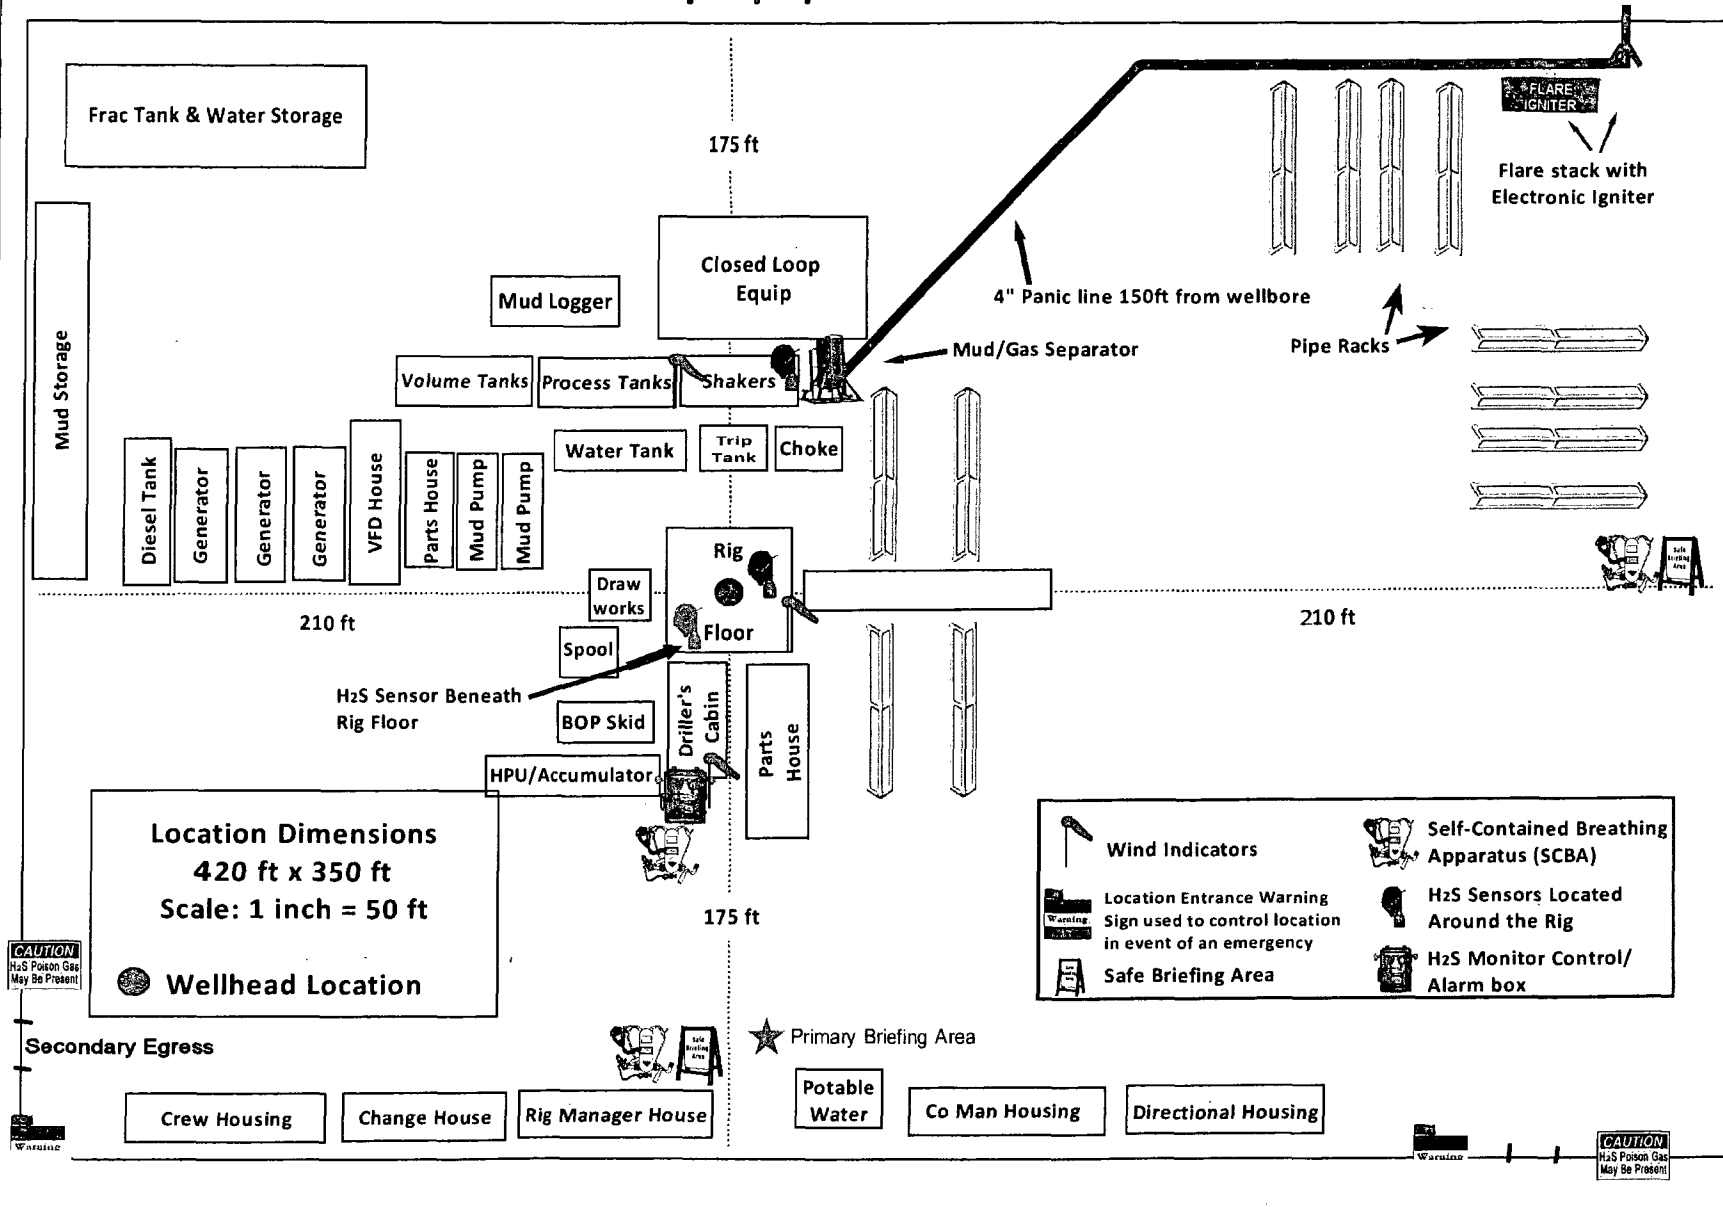 Frac Tank & Water Storage
175 ft
FLARE
IGNITER
Flare stack with
Electronic Igniter
Closed Loop
Equip
Mud Logger
4" Panic line 150ft from wellbore
Pipe Racks
Mud/Gas Separator
Mud Storage
Volume Tanks
Process Tanks
Shakers
Water Tank
Trip
Tank
Choke
Diesel Tank
Generator
Generator
Generator
VFD House
Parts House
Mud Pump
Mud Pump
Rig
Floor
Draw
works
Safe
Briefing
Area
210 ft
210 ft
Spool
H2S Sensor Beneath
Rig Floor
BOP Skid
Driller's
Cabin
Parts
House
HPU/Accumulator
Location Dimensions
420 ft x 350 ft
Scale: 1 inch = 50 ft
Wellhead Location
175 ft
Wind Indicators
Location Entrance Warning
Sign used to control location
in event of an emergency
Warning
Safe Briefing Area
Self-Contained Breathing
Apparatus (SCBA)
H2S Sensors Located
Around the Rig
H2S Monitor Control/
Alarm box
CAUTION
H2S Poison Gas
May Be Present
Secondary Egress
Safe
Briefing
Area
Primary Briefing Area
Crew Housing
Change House
Rig Manager House
Potable
Water
Co Man Housing
Directional Housing
Warning
Warning
CAUTION
H2S Poison Gas
May Be Present